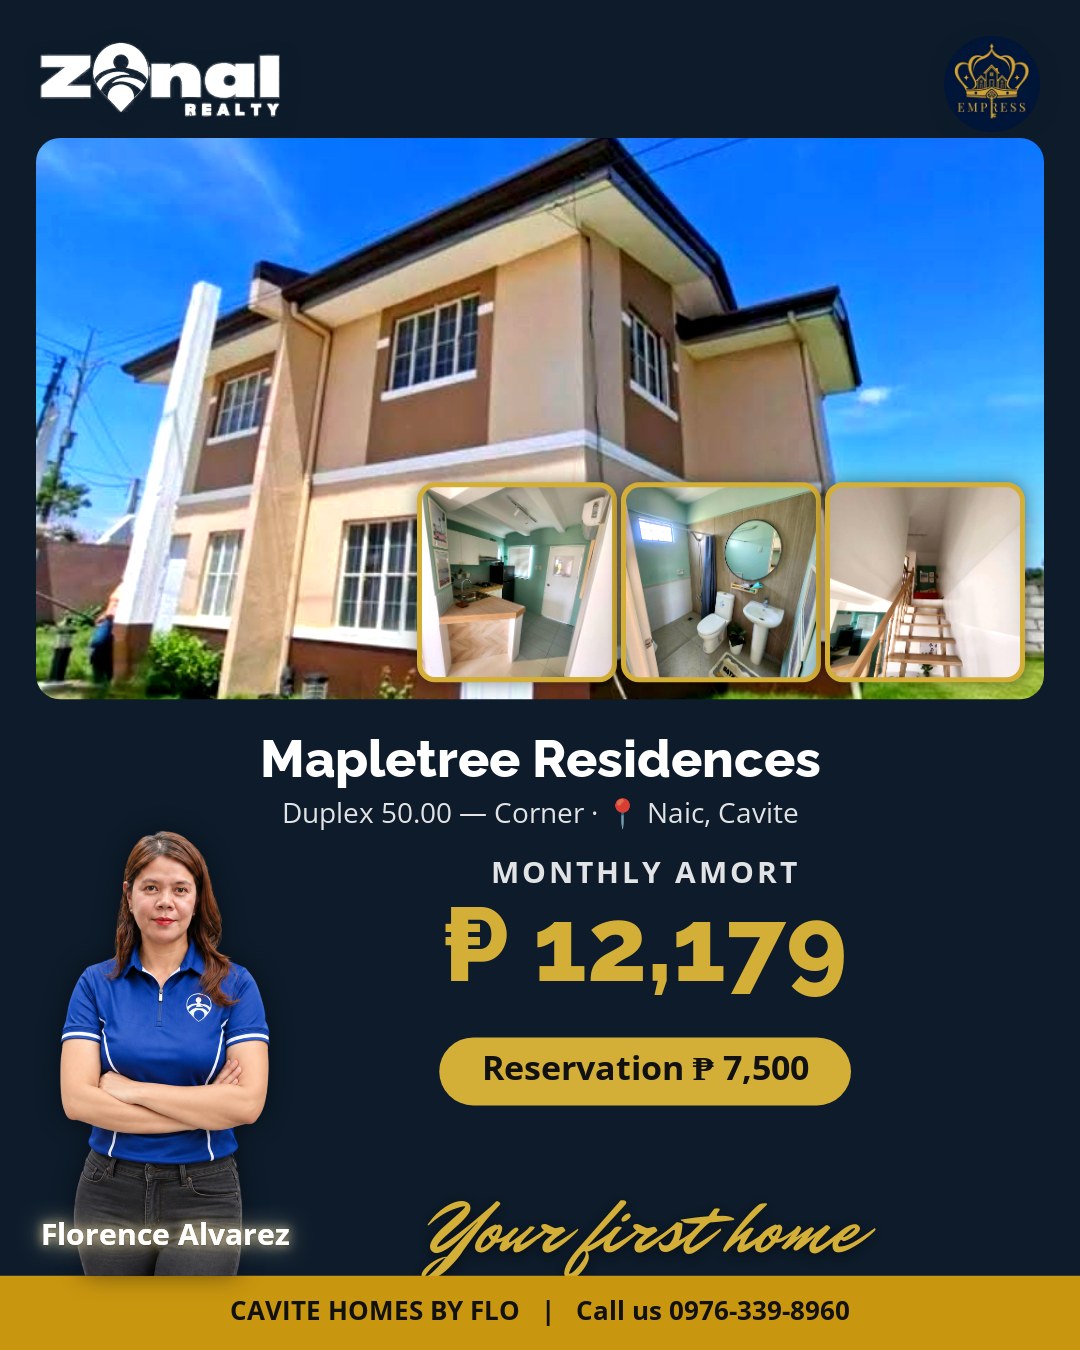 Zonal
REALTY
EMPRESS
Mapletree Residences
Duplex 50.00 — Corner · 📍 Naic, Cavite
MONTHLY AMORT
₱ 12,179
Reservation ₱ 7,500
Florence Alvarez
Your first home
CAVITE HOMES BY FLO | Call us 0976-339-8960